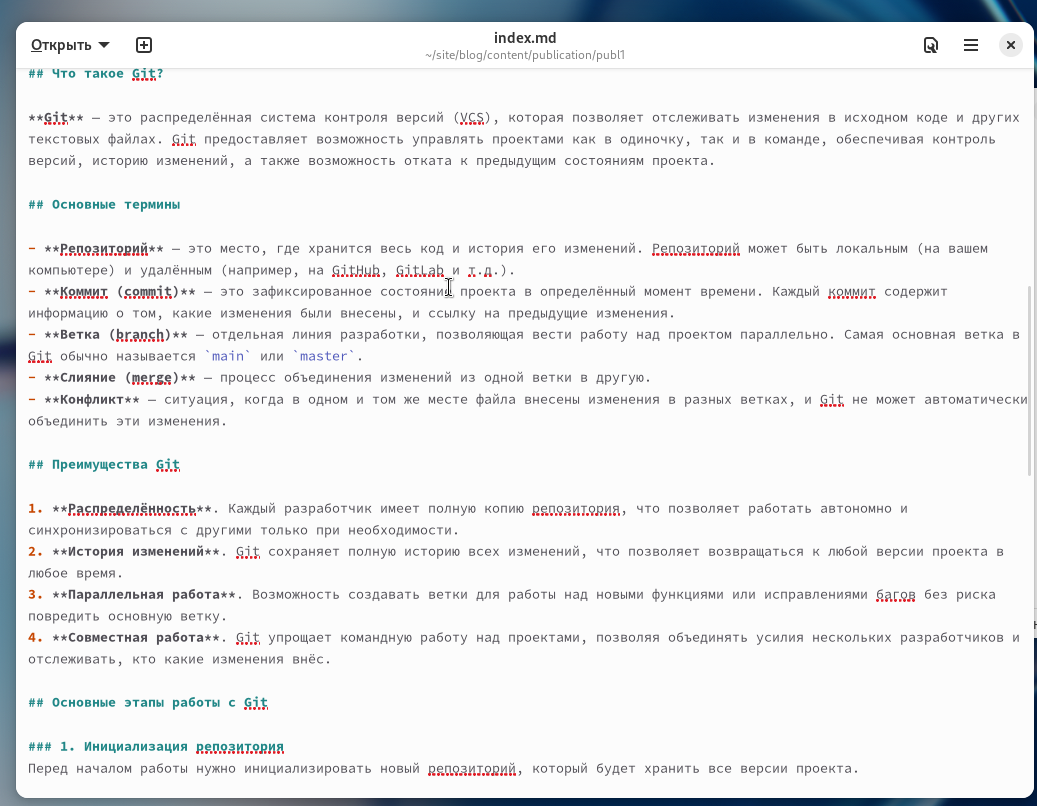 Открыть
index.md
~/site/blog/content/publication/publ1
## Что такое Git?
**Git** — это распределённая система контроля версий (VCS), которая позволяет отслеживать изменения в исходном коде и других
текстовых файлах. Git предоставляет возможность управлять проектами как в одиночку, так и в команде, обеспечивая контроль
версий, историю изменений, а также возможность отката к предыдущим состояниям проекта.
## Основные термины
- **Репозиторий** — это место, где хранится весь код и история его изменений. Репозиторий может быть локальным (на вашем
компьютере) и удалённым (например, на GitHub, GitLab и т.д.).
- **Коммит (commit)** — это зафиксированное состояние проекта в определённый момент времени. Каждый коммит содержит
информацию о том, какие изменения были внесены, и ссылку на предыдущие изменения.
- **Ветка (branch)** — отдельная линия разработки, позволяющая вести работу над проектом параллельно. Самая основная ветка в
Git обычно называется `main` или `master`.
- **Слияние (merge)** — процесс объединения изменений из одной ветки в другую.
- **Конфликт** — ситуация, когда в одном и том же месте файла внесены изменения в разных ветках, и Git не может автоматически
объединить эти изменения.
## Преимущества Git
1. **Распределённость**. Каждый разработчик имеет полную копию репозитория, что позволяет работать автономно и
синхронизироваться с другими только при необходимости.
2. **История изменений**. Git сохраняет полную историю всех изменений, что позволяет возвращаться к любой версии проекта в
любое время.
3. **Параллельная работа**. Возможность создавать ветки для работы над новыми функциями или исправлениями багов без риска
повредить основную ветку.
4. **Совместная работа**. Git упрощает командную работу над проектами, позволяя объединять усилия нескольких разработчиков и
отслеживать, кто какие изменения внёс.
## Основные этапы работы с Git
### 1. Инициализация репозитория
Перед началом работы нужно инициализировать новый репозиторий, который будет хранить все версии проекта.